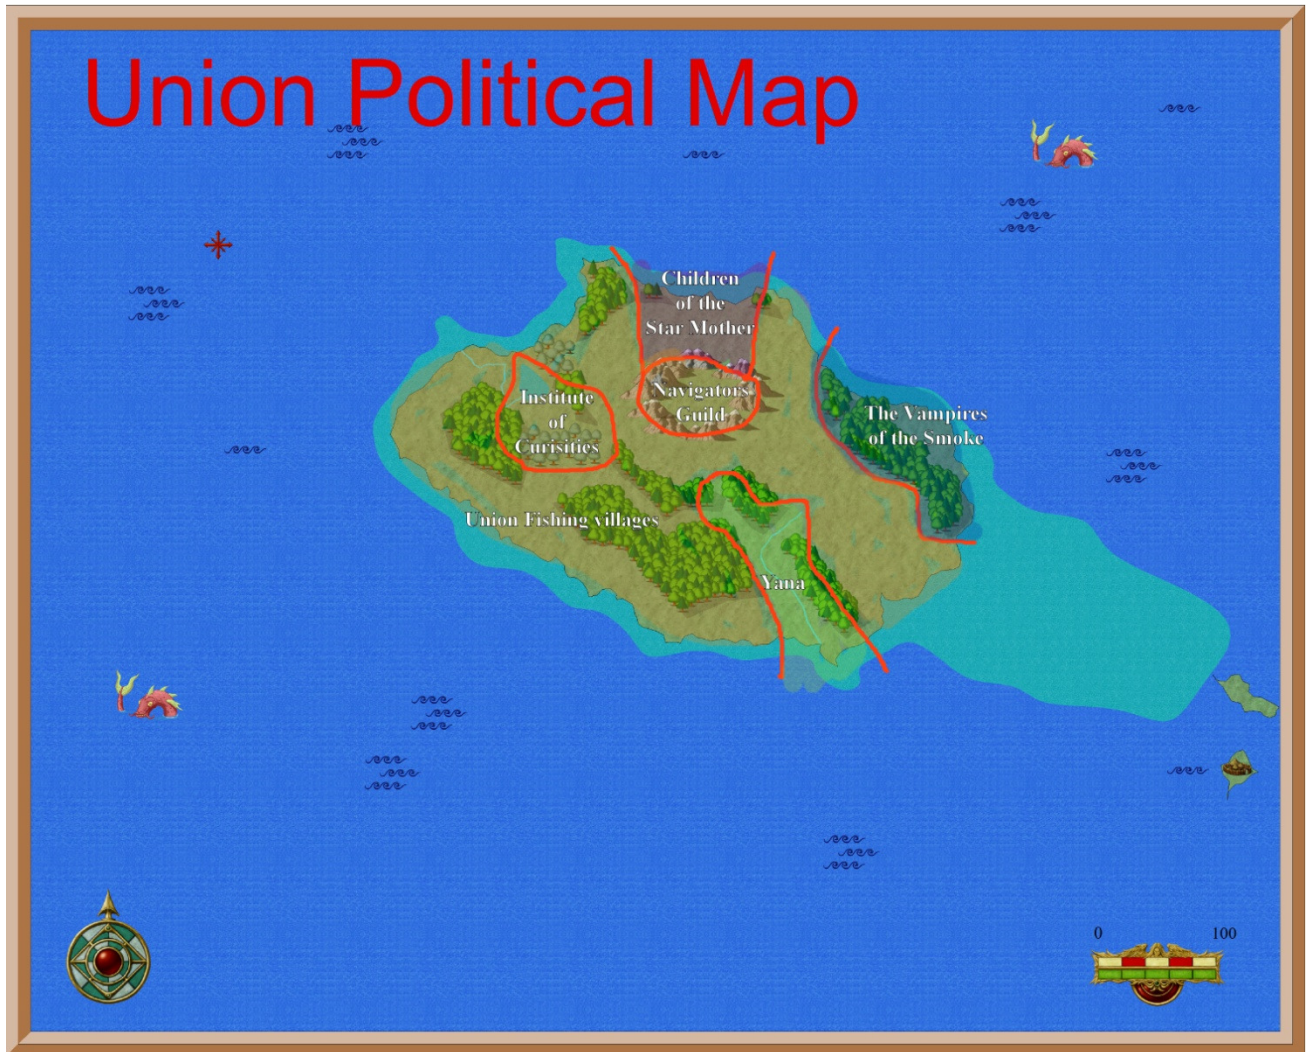 Union Political Map
Children
of the
Star Mother
Navigators
Guild
Institute
of
Curisities
The Vampires
of the Smoke
Union Fishing villages
Yana
0 100